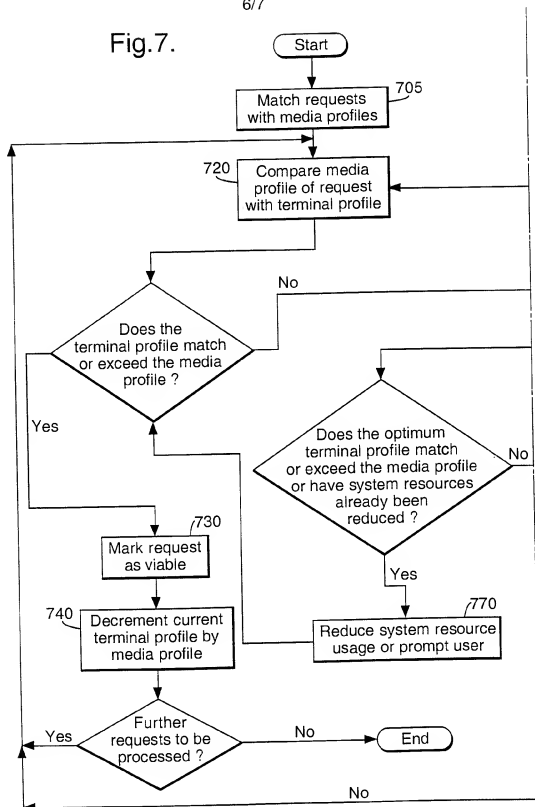 6/7
Fig.7.
Start
705
Match requests
with media profiles
720
Compare media
profile of request
with terminal profile
No
Does the
terminal profile match
or exceed the media
profile ?
Yes
Does the optimum
terminal profile match
or exceed the media profile
or have system resources
already been
reduced ?
No
730
Mark request
as viable
Yes
740
Decrement current
terminal profile by
media profile
770
Reduce system resource
usage or prompt user
Further
requests to be
processed ?
Yes
No
End
No